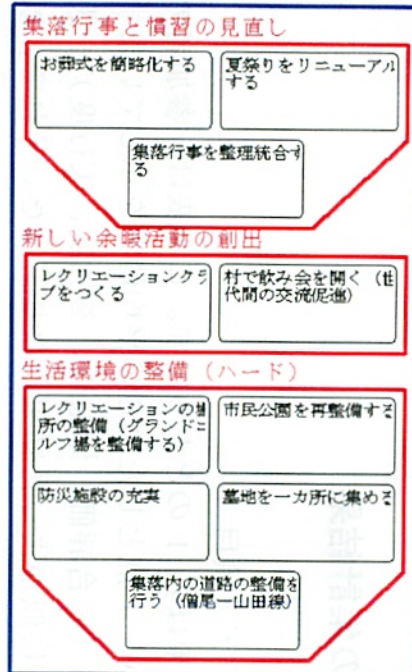 集落行事と慣習の見直し
お葬式を簡略化する
夏祭りをリニューアル
する
集落行事を整理統合す
る
新しい余暇活動の創出
レクリエーションクラ
ブをつくる
村で飲み会を開く（世
代間の交流促進）
生活環境の整備（ハード）
レクリエーションの場
所の整備（グランドゴ
ルフ場を整備する）
市民公園を再整備する
防災施設の充実
墓地を一カ所に集める
集落内の道路の整備を
行う（僧尾ー山田線）